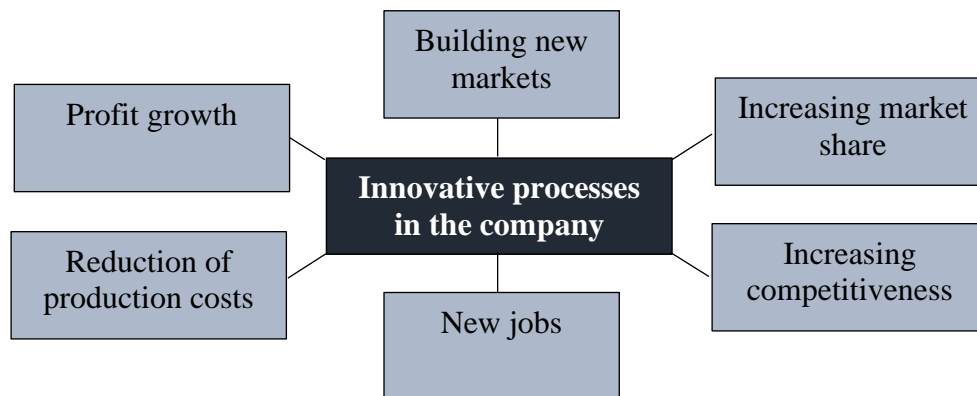 Building new
markets
Profit growth
Increasing market
share
Innovative processes
in the company
Reduction of
production costs
Increasing
competitiveness
New jobs